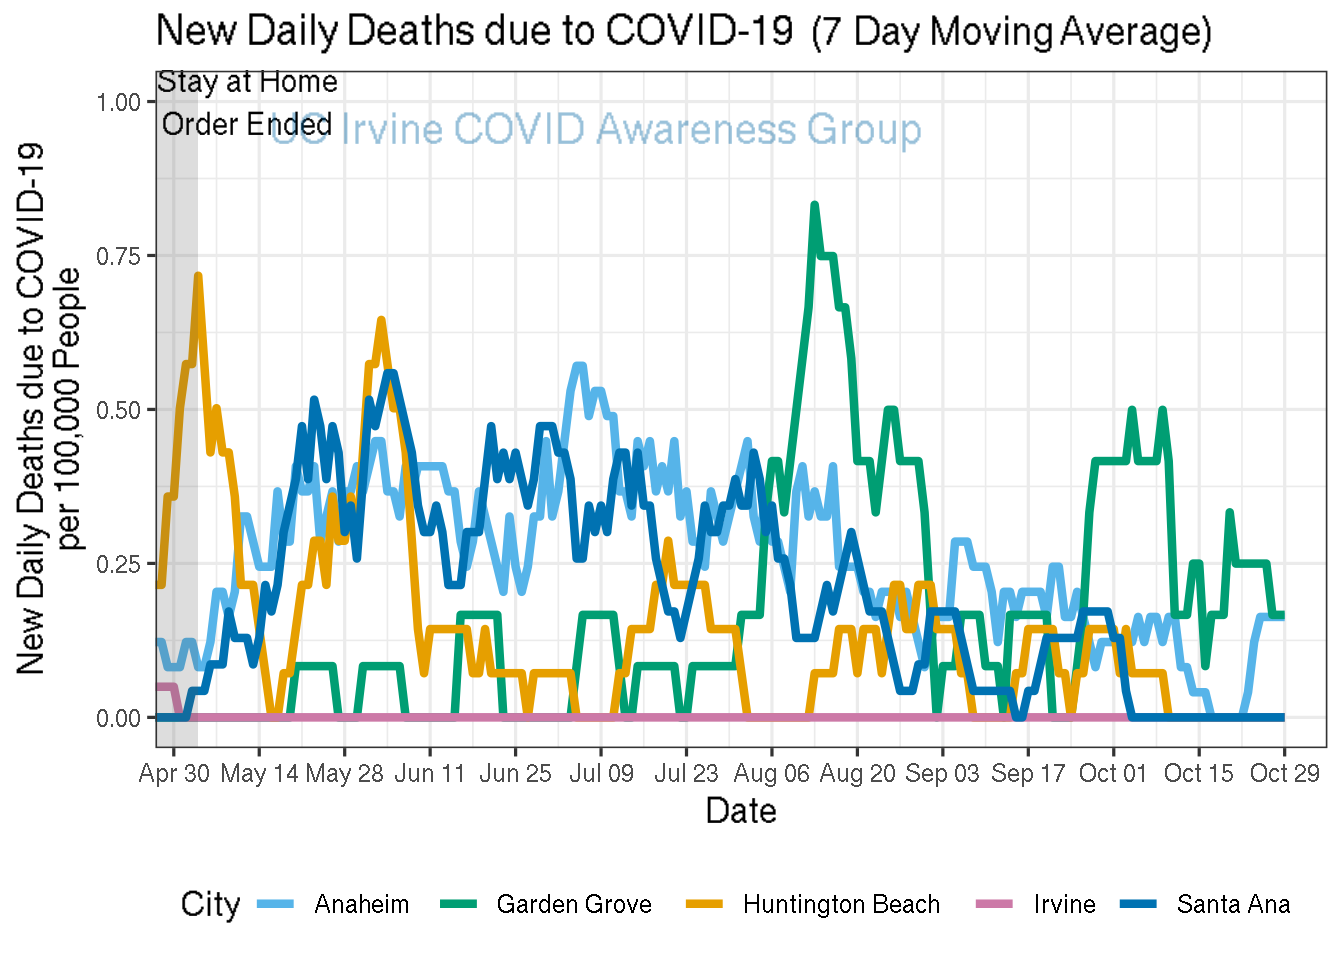 New Daily Deaths due to COVID-19 (7 Day Moving Average)
Stay at Home
Order Ended
UC Irvine COVID Awareness Group
New Daily Deaths due to COVID-19
per 100,000 People
1.00
0.75
0.50
0.25
0.00
Apr 30 May 14 May 28 Jun 11 Jun 25 Jul 09 Jul 23 Aug 06 Aug 20 Sep 03 Sep 17 Oct 01 Oct 15 Oct 29
Date
City Anaheim Garden Grove Huntington Beach Irvine Santa Ana